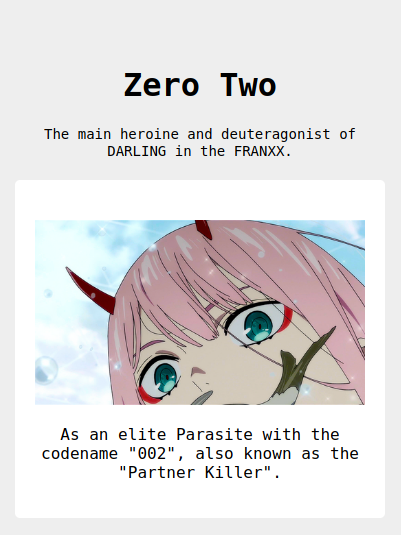 Zero Two
The main heroine and deuteragonist of
DARLING in the FRANXX.
As an elite Parasite with the
codename "002", also known as the
"Partner Killer".